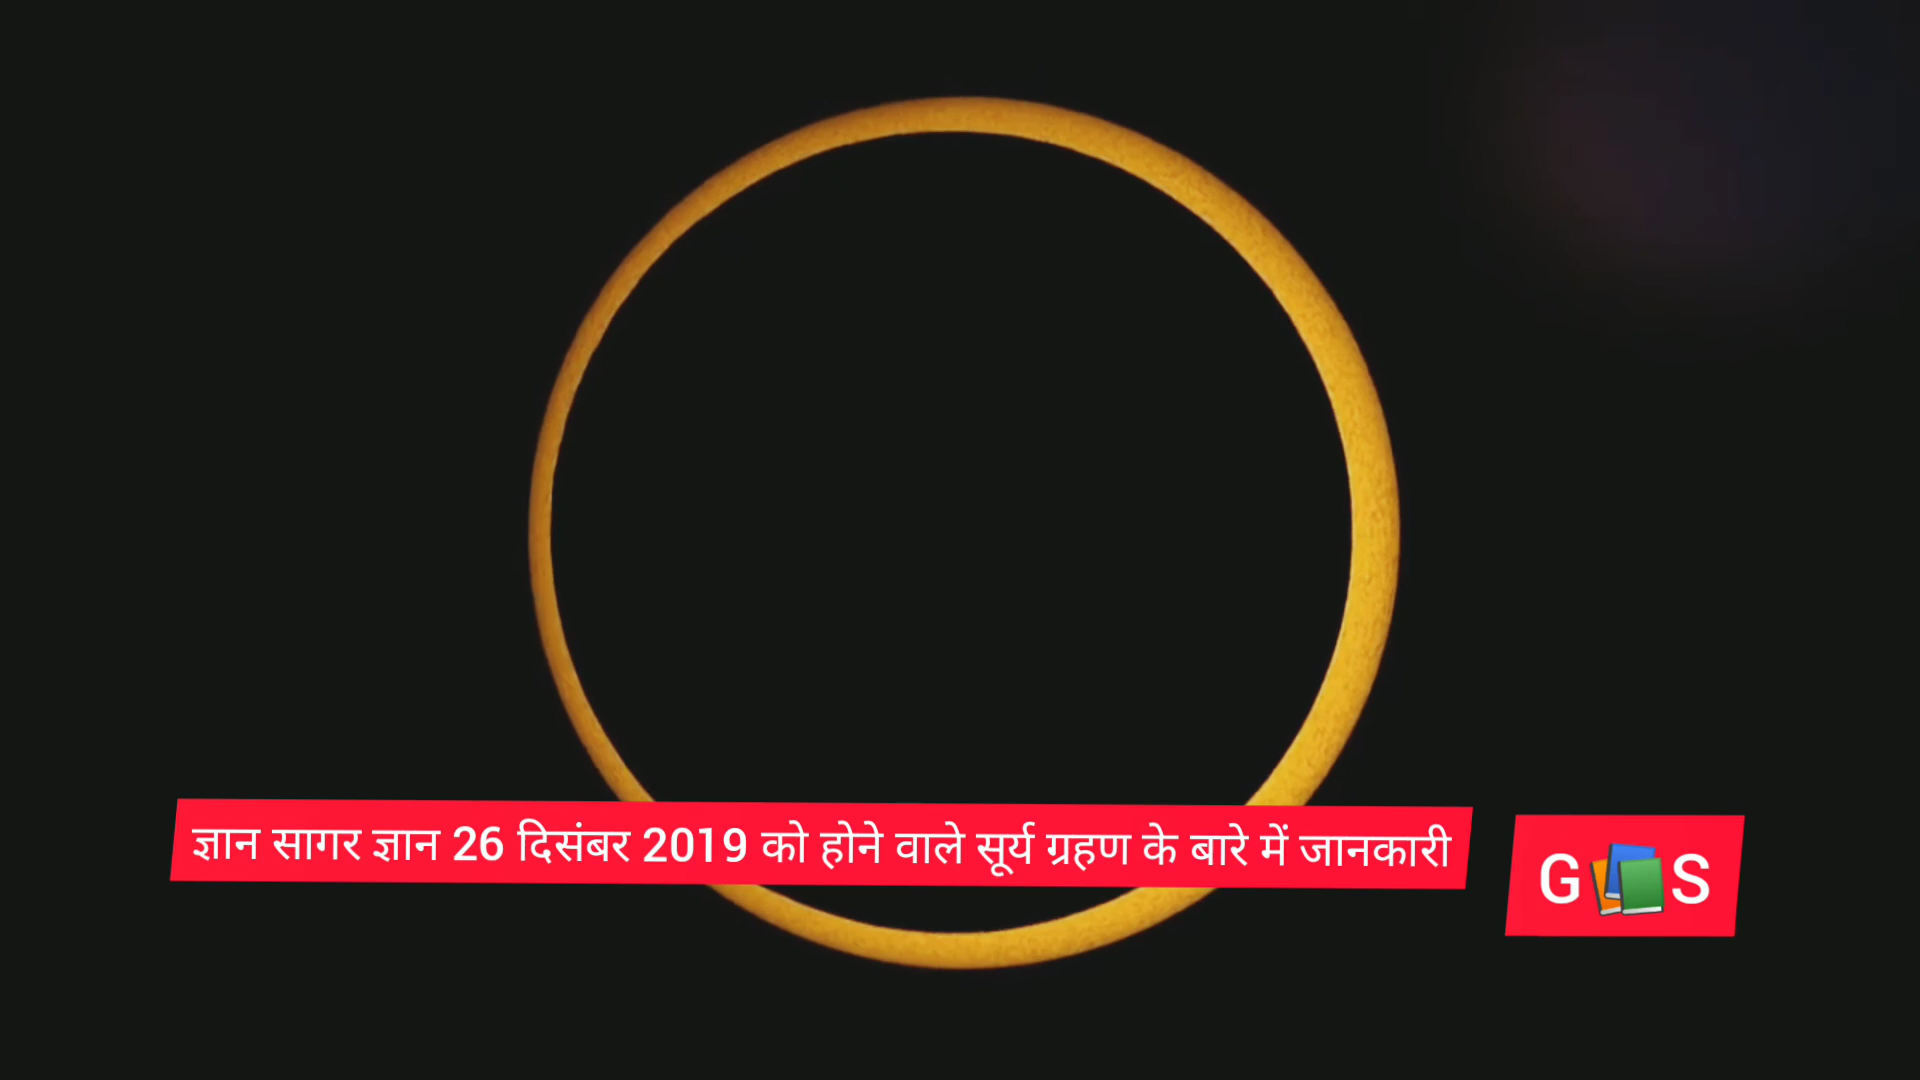 ज्ञान सागर ज्ञान 26 दिसंबर 2019 को होने वाले सूर्य ग्रहण के बारे में जानकारी
G S